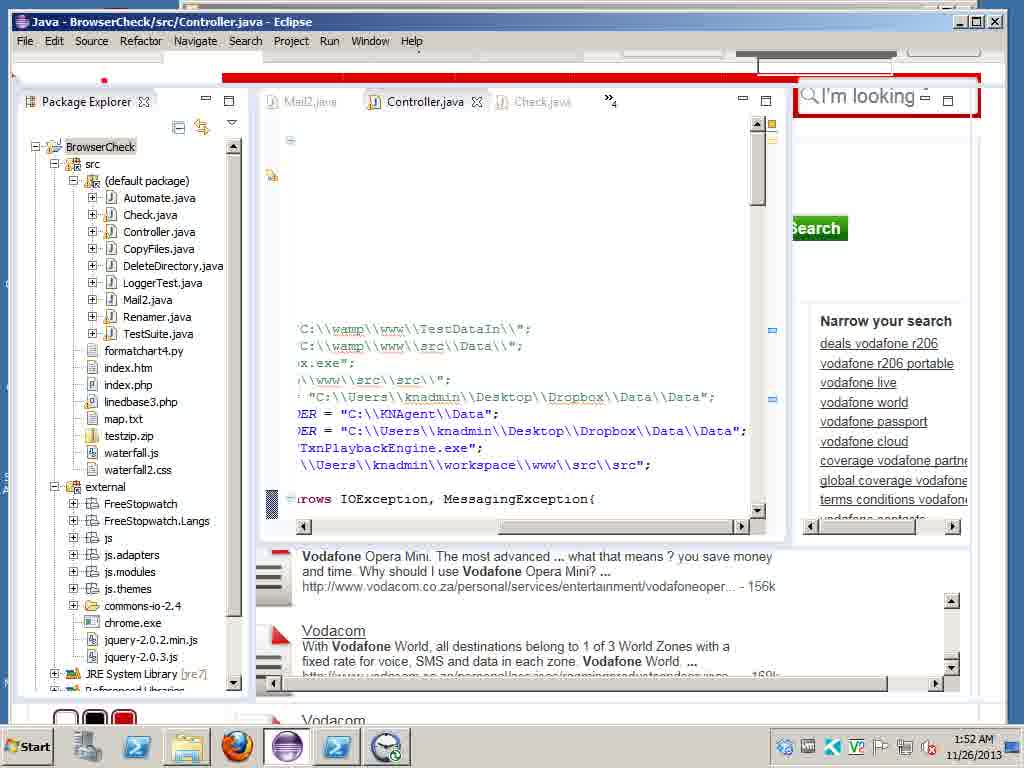 Java - BrowserCheck/src/Controller.java - Eclipse
File Edit Source Refactor Navigate Search Project Run Window Help
Package Explorer
BrowserCheck
src
(default package)
Automate.java
Check.java
Controller.java
CopyFiles.java
DeleteDirectory.java
LoggerTest.java
Mail2.java
Renamer.java
TestSuite.java
formatchart4.py
index.htm
index.php
linedbase3.php
map.txt
testzip.zip
waterfall.js
waterfall2.css
external
FreeStopwatch
FreeStopwatch.Langs
js
js.adapters
js.modules
js.themes
commons-io-2.4
chrome.exe
jquery-2.0.2.min.js
jquery-2.0.3.js
JRE System Library [jre7]
Referenced Libraries
Mail2.java Controller.java Check.java »4
"C:\\wamp\\www\\TestDataIn\\";
"C:\\wamp\\www\\src\\Data\\";
x.exe";
\\www\\src\\src\\";
= "C:\\Users\\knadmin\\Desktop\\Dropbox\\Data\\Data";
DER = "C:\\KNAgent\\Data";
DER = "C:\\Users\\knadmin\\Desktop\\Dropbox\\Data\\Data";
TxnPlaybackEngine.exe";
\\Users\\knadmin\\workspace\\www\\src\\src";
hrows IOException, MessagingException{
I'm looking
Search
Narrow your search
deals vodafone r206
vodafone r206 portable
vodafone live
vodafone world
vodafone passport
vodafone cloud
coverage vodafone partne
global coverage vodafone
terms conditions vodafone
vodafone contacts
Vodafone Opera Mini. The most advanced ... what that means ? you save money
and time. Why should I use Vodafone Opera Mini? ...
http://www.vodacom.co.za/personal/services/entertainment/vodafoneoper... - 156k
Vodacom
With Vodafone World, all destinations belong to 1 of 3 World Zones with a
fixed rate for voice, SMS and data in each zone. Vodafone World. ...
Vodacom
Start
1:52 AM
11/26/2013